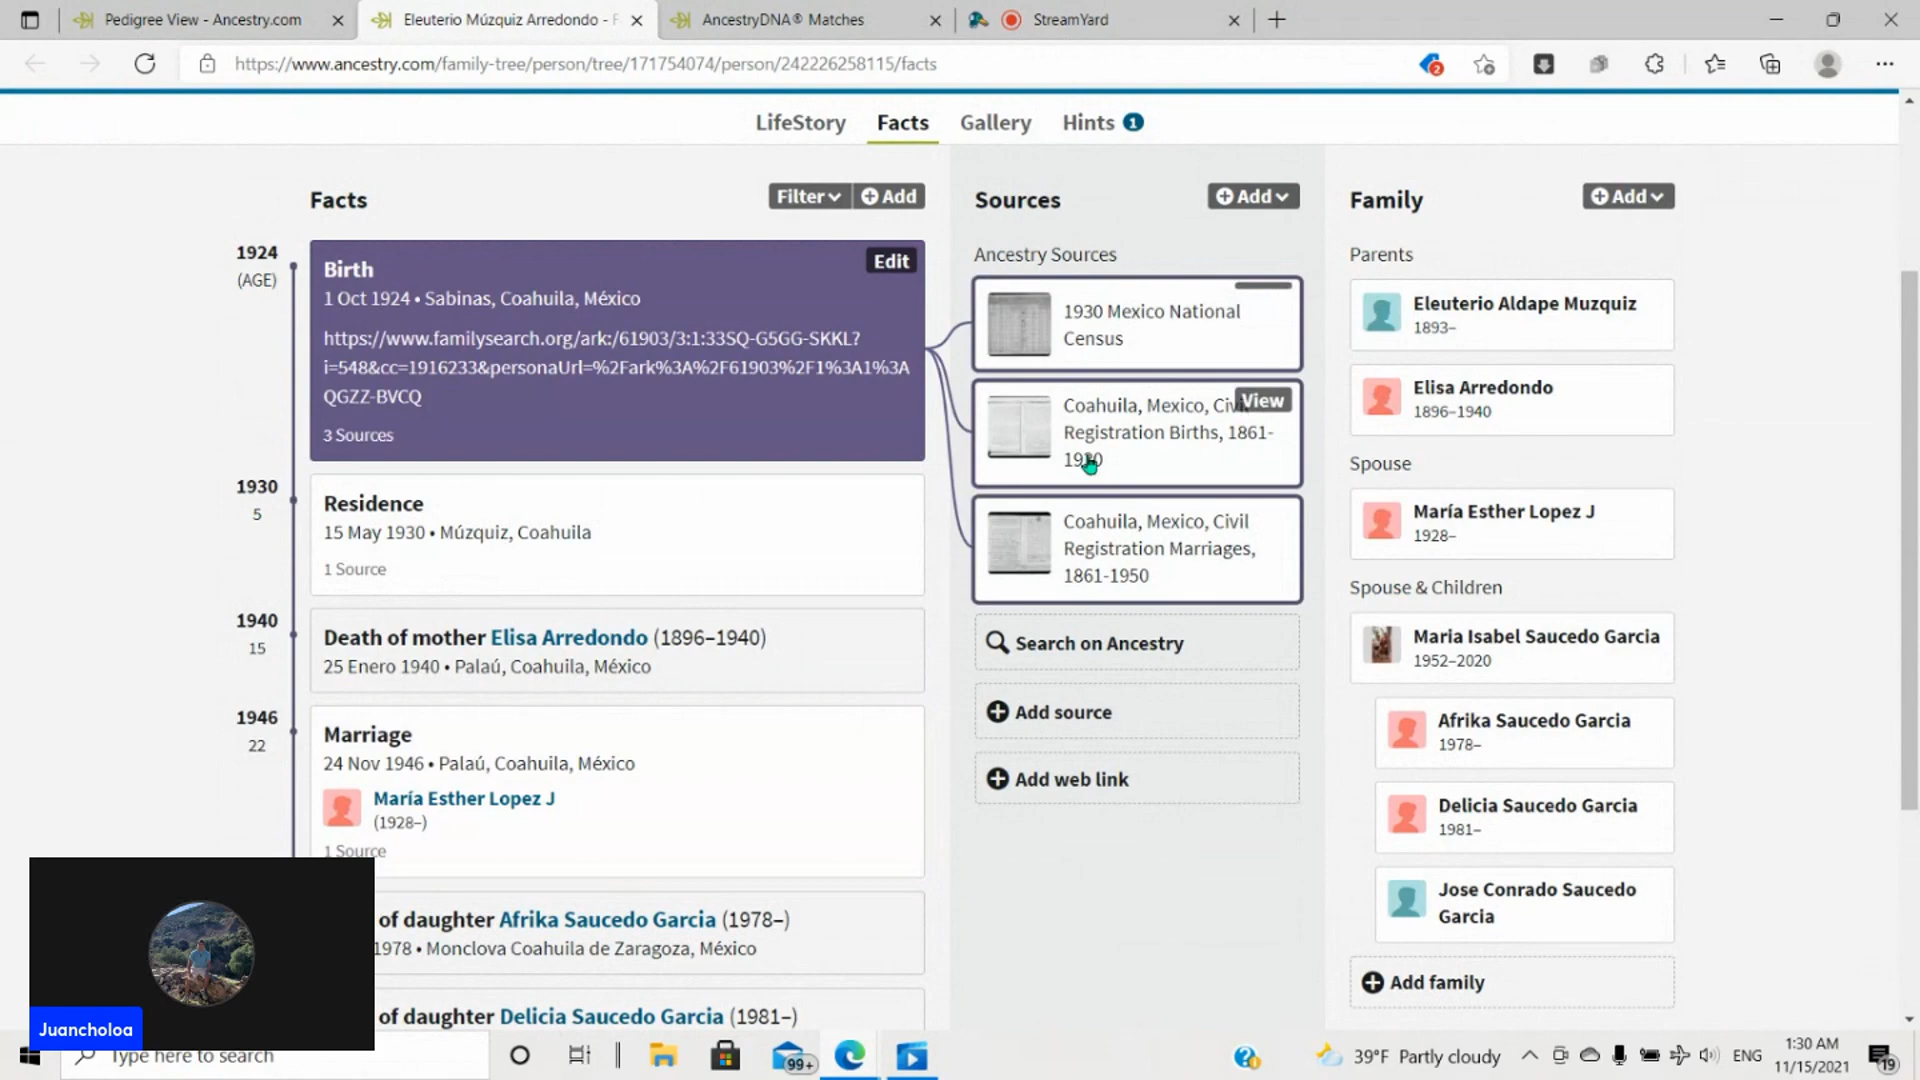 Pedigree View - Ancestry.com
Eleuterio Múzquiz Arredondo - F
AncestryDNA® Matches
StreamYard
https://www.ancestry.com/family-tree/person/tree/171754074/person/242226258115/facts
2
LifeStory
Facts
Gallery
Hints 1
Facts
Filter
Add
1924
(AGE)
Birth
Edit
1 Oct 1924 • Sabinas, Coahuila, México
https://www.familysearch.org/ark:/61903/3:1:33SQ-G5GG-SKKL?
i=548&cc=1916233&personaUrl=%2Fark%3A%2F61903%2F1%3A1%3A
QGZZ-BVCQ
3 Sources
1930
5
Residence
15 May 1930 • Múzquiz, Coahuila
1 Source
1940
15
Death of mother Elisa Arredondo (1896–1940)
25 Enero 1940 • Palaú, Coahuila, México
1946
22
Marriage
24 Nov 1946 • Palaú, Coahuila, México
María Esther Lopez J
(1928–)
1 Source
of daughter Afrika Saucedo Garcia (1978–)
1978 • Monclova Coahuila de Zaragoza, México
of daughter Delicia Saucedo Garcia (1981–)
Sources
Add
Ancestry Sources
1930 Mexico National
Census
Coahuila, Mexico, Civil
View
Registration Births, 1861-
1930
Coahuila, Mexico, Civil
Registration Marriages,
1861-1950
Search on Ancestry
Add source
Add web link
Family
Add
Parents
Eleuterio Aldape Muzquiz
1893–
Elisa Arredondo
1896–1940
Spouse
María Esther Lopez J
1928–
Spouse & Children
Maria Isabel Saucedo Garcia
1952–2020
Afrika Saucedo Garcia
1978–
Delicia Saucedo Garcia
1981–
Jose Conrado Saucedo
Garcia
Add family
Juancholoa
Type here to search
99+
39°F Partly cloudy
ENG
1:30 AM
11/15/2021
19